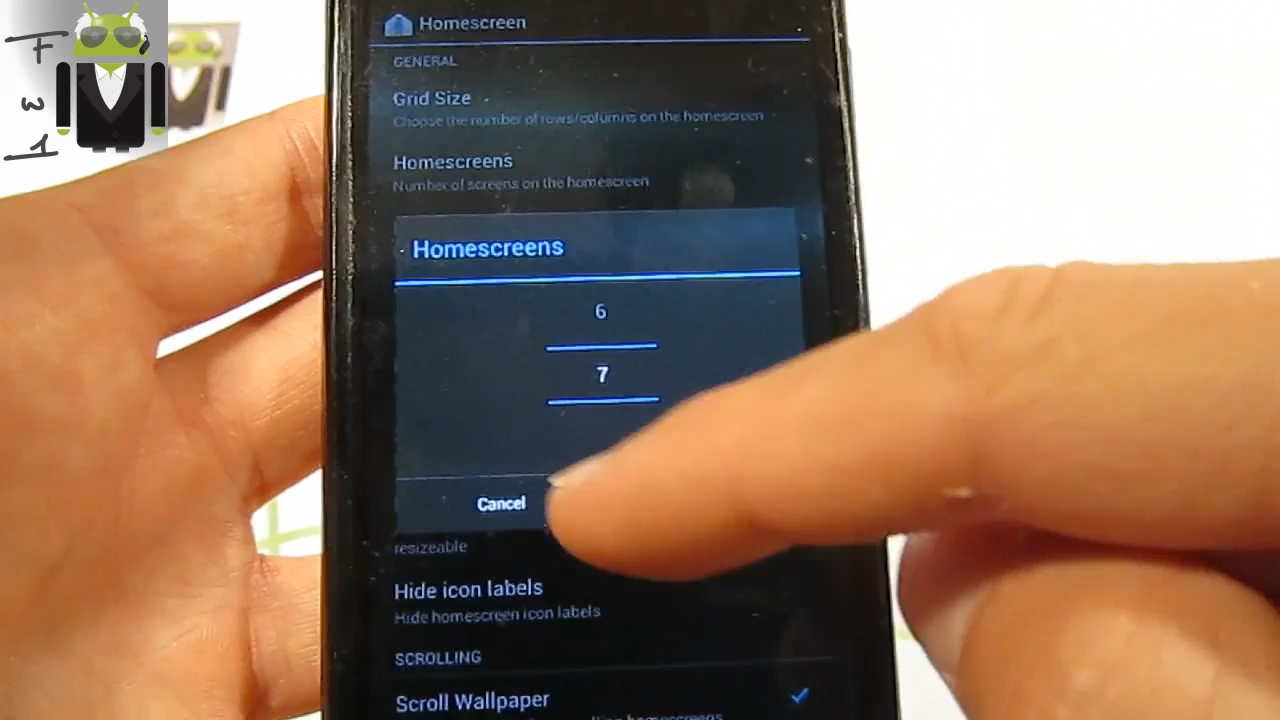 Homescreen
GENERAL
Grid Size
Choose the number of rows/columns on the homescreen
Homescreens
Number of screens on the homescreen
Homescreens
6
7
Cancel
resizeable
Hide icon labels
Hide homescreen icon labels
SCROLLING
Scroll Wallpaper
homescreens